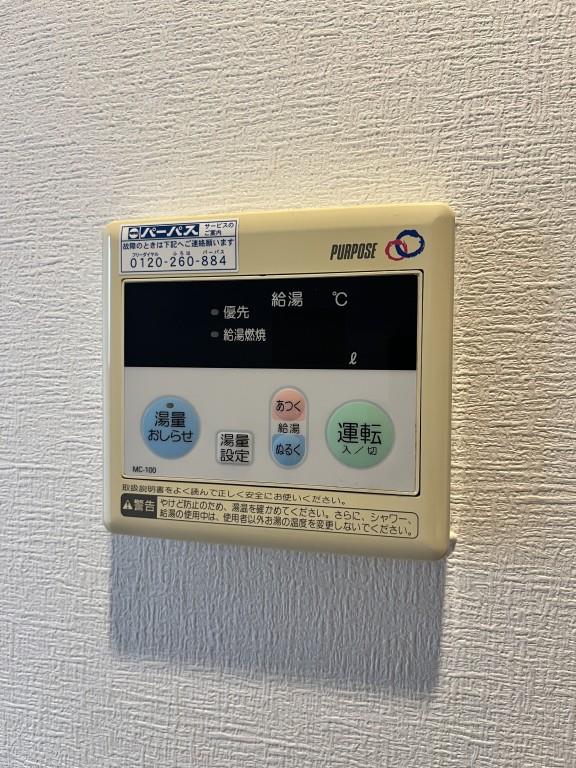 パーパス サービスのご案内
故障のときは下記へご連絡願います
フリーダイヤル ふろは パーパス
0120-260-884
PURPOSE
給湯 ℃
優先
給湯燃焼
ℓ
湯量
おしらせ
湯量
設定
あつく
給湯
ぬるく
運転
入／切
MC-100
取扱説明書をよく読んで正しく安全にお使いください。
警告 やけど防止のため、湯温を確かめてください。さらに、シャワー、
給湯の使用中は、使用者以外お湯の温度を変更しないでください。